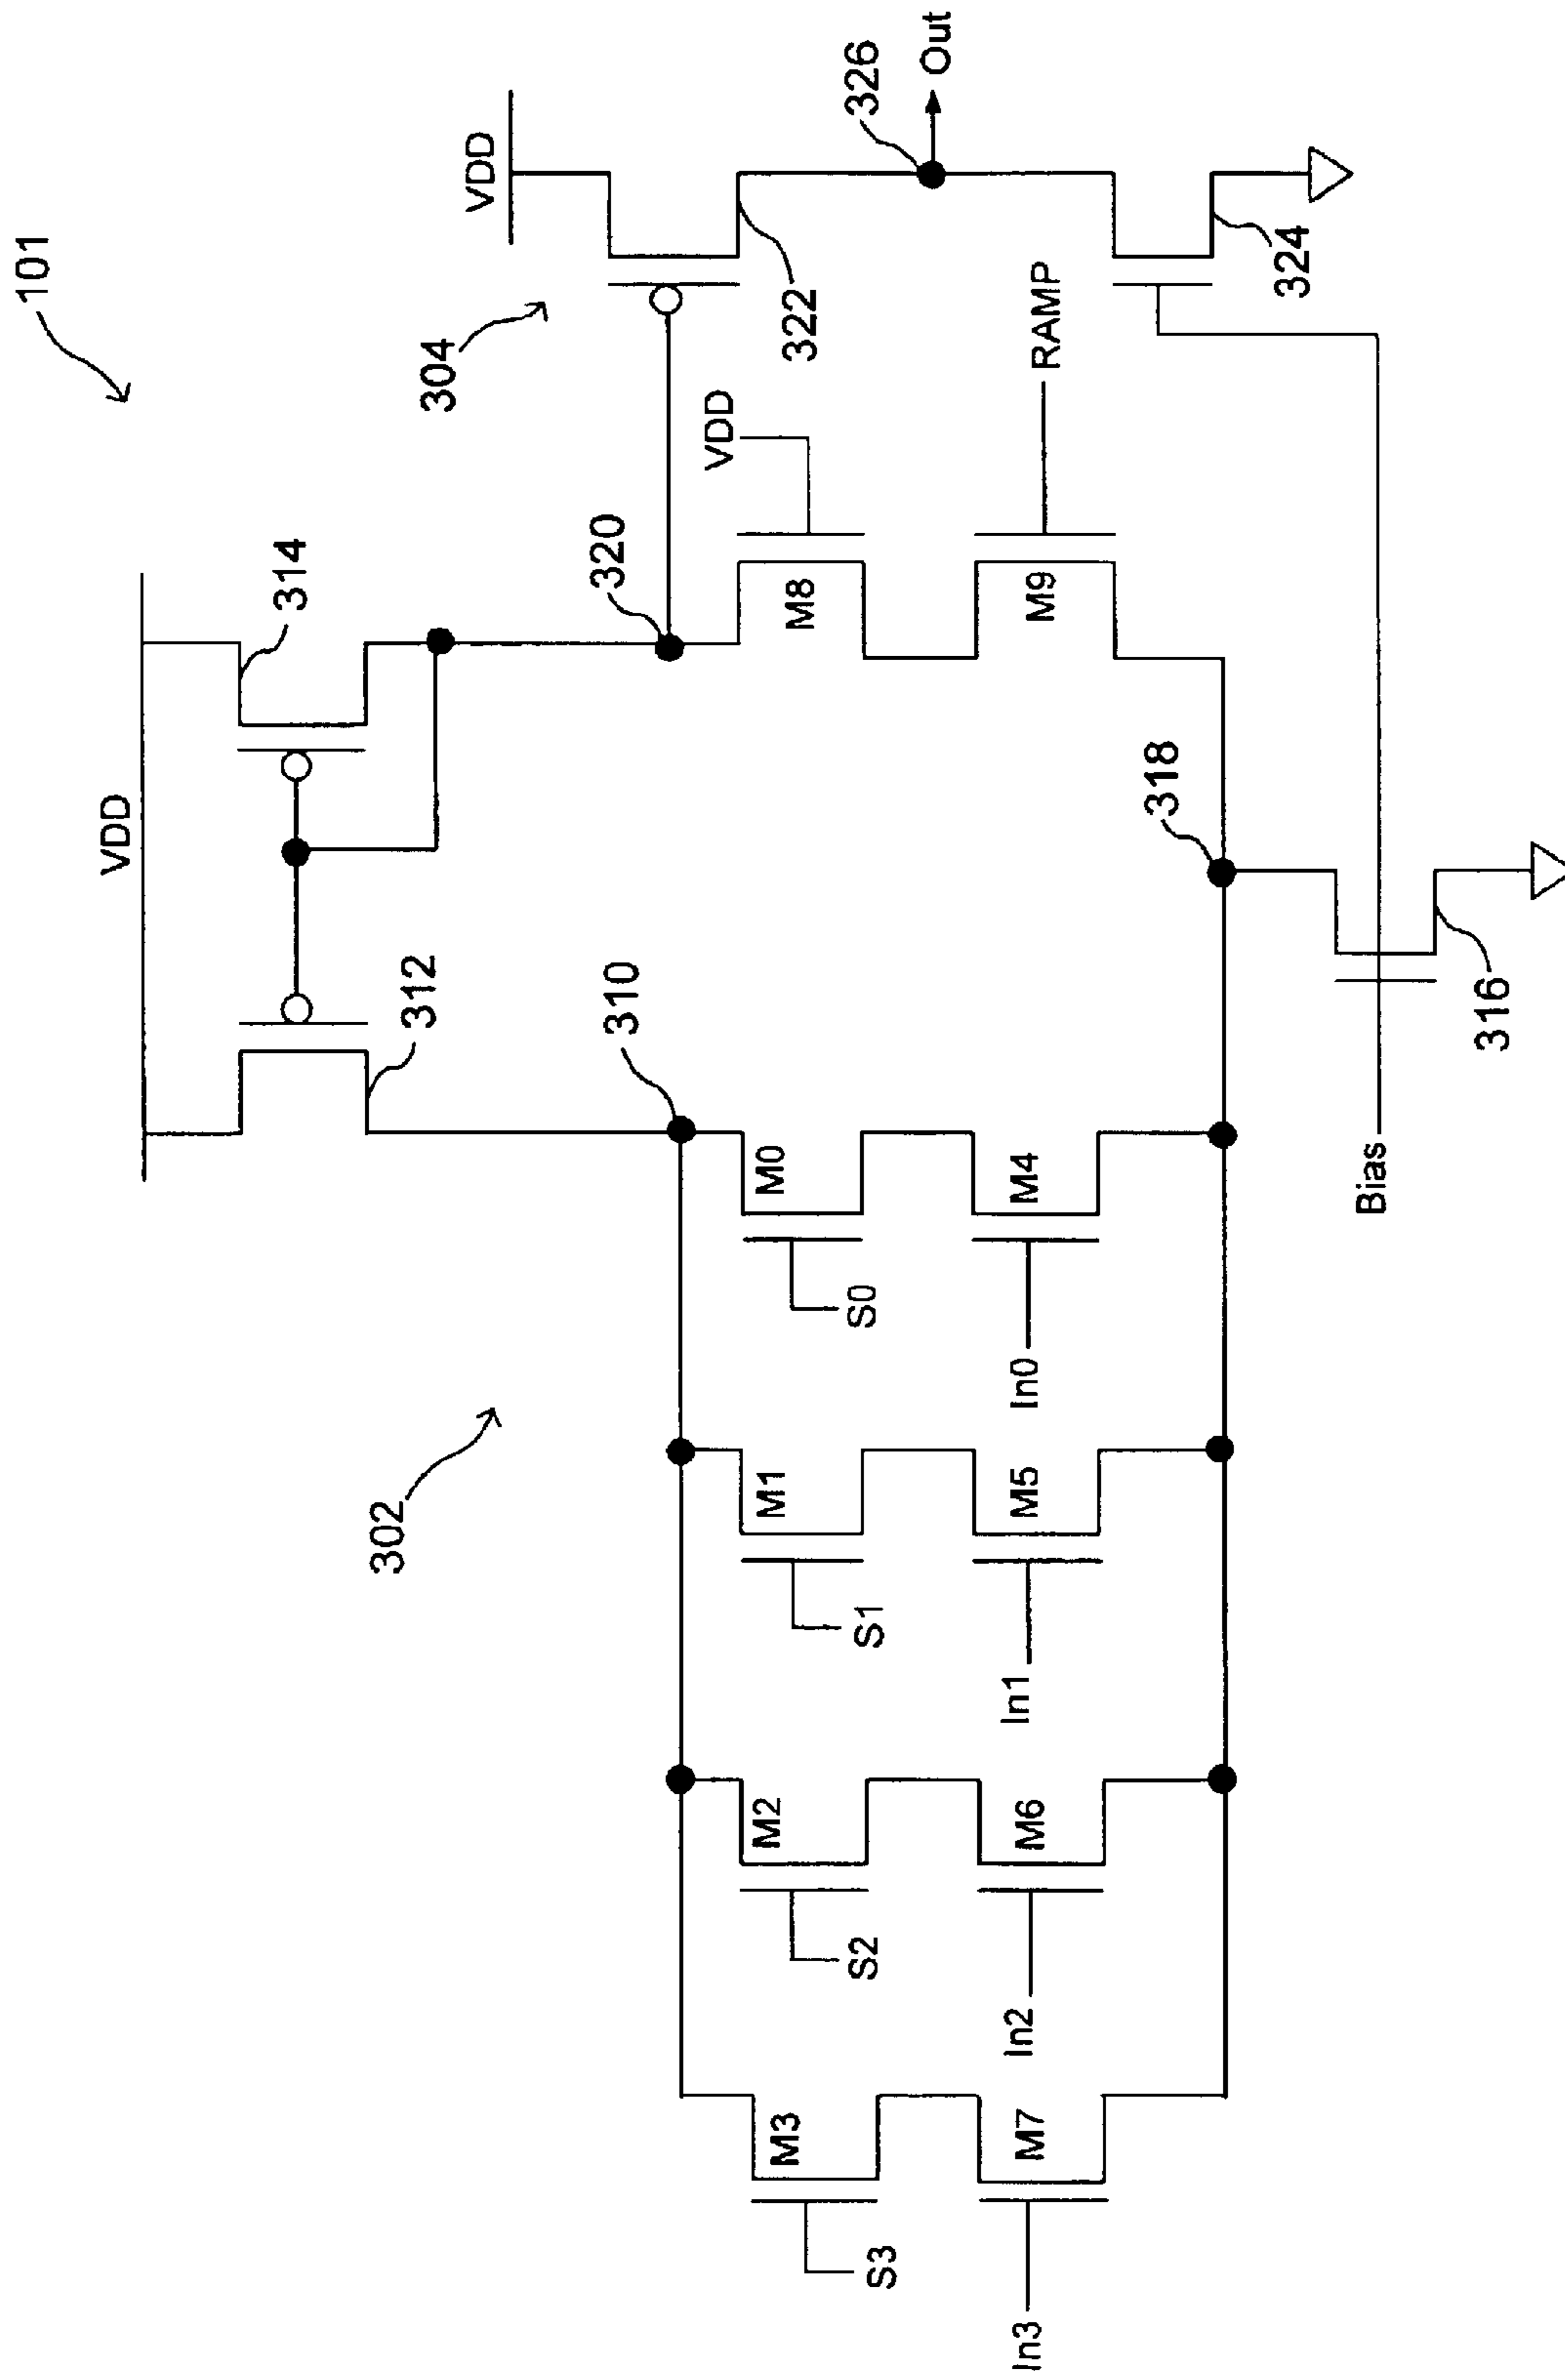 101
VDD
312
314
304
VDD
322
326
Out
324
302
310
320
VDD
RAMP
M8
M9
318
316
Bias
M0
S0
M4
In0
M1
S1
M5
In1
M2
S2
M6
In2
M3
S3
M7
In3